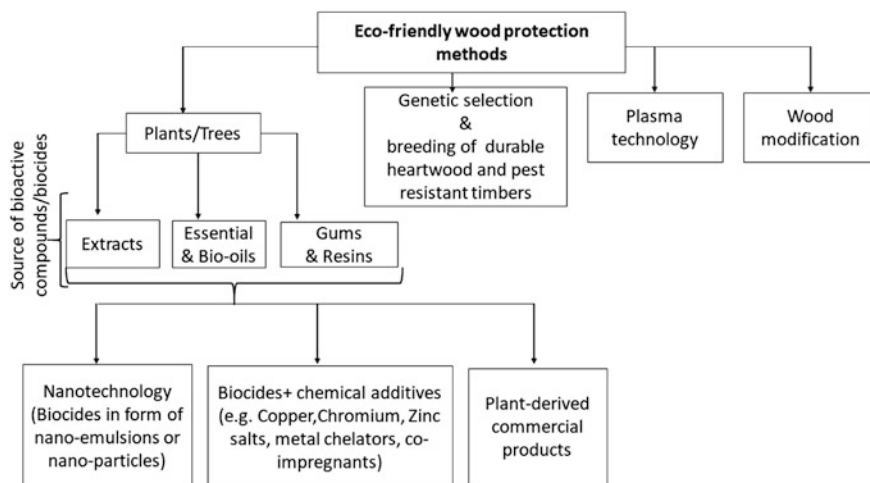 Eco-friendly wood protection
methods
Genetic selection
&
breeding of durable
heartwood and pest
resistant timbers
Plasma
technology
Wood
modification
Plants/Trees
Source of bioactive
compounds/biocides
Extracts
Essential
& Bio-oils
Gums
& Resins
Nanotechnology
(Biocides in form of
nano-emulsions or
nano-particles)
Biocides+ chemical additives
(e.g. Copper,Chromium, Zinc
salts, metal chelators, co-
impregnants)
Plant-derived
commercial
products